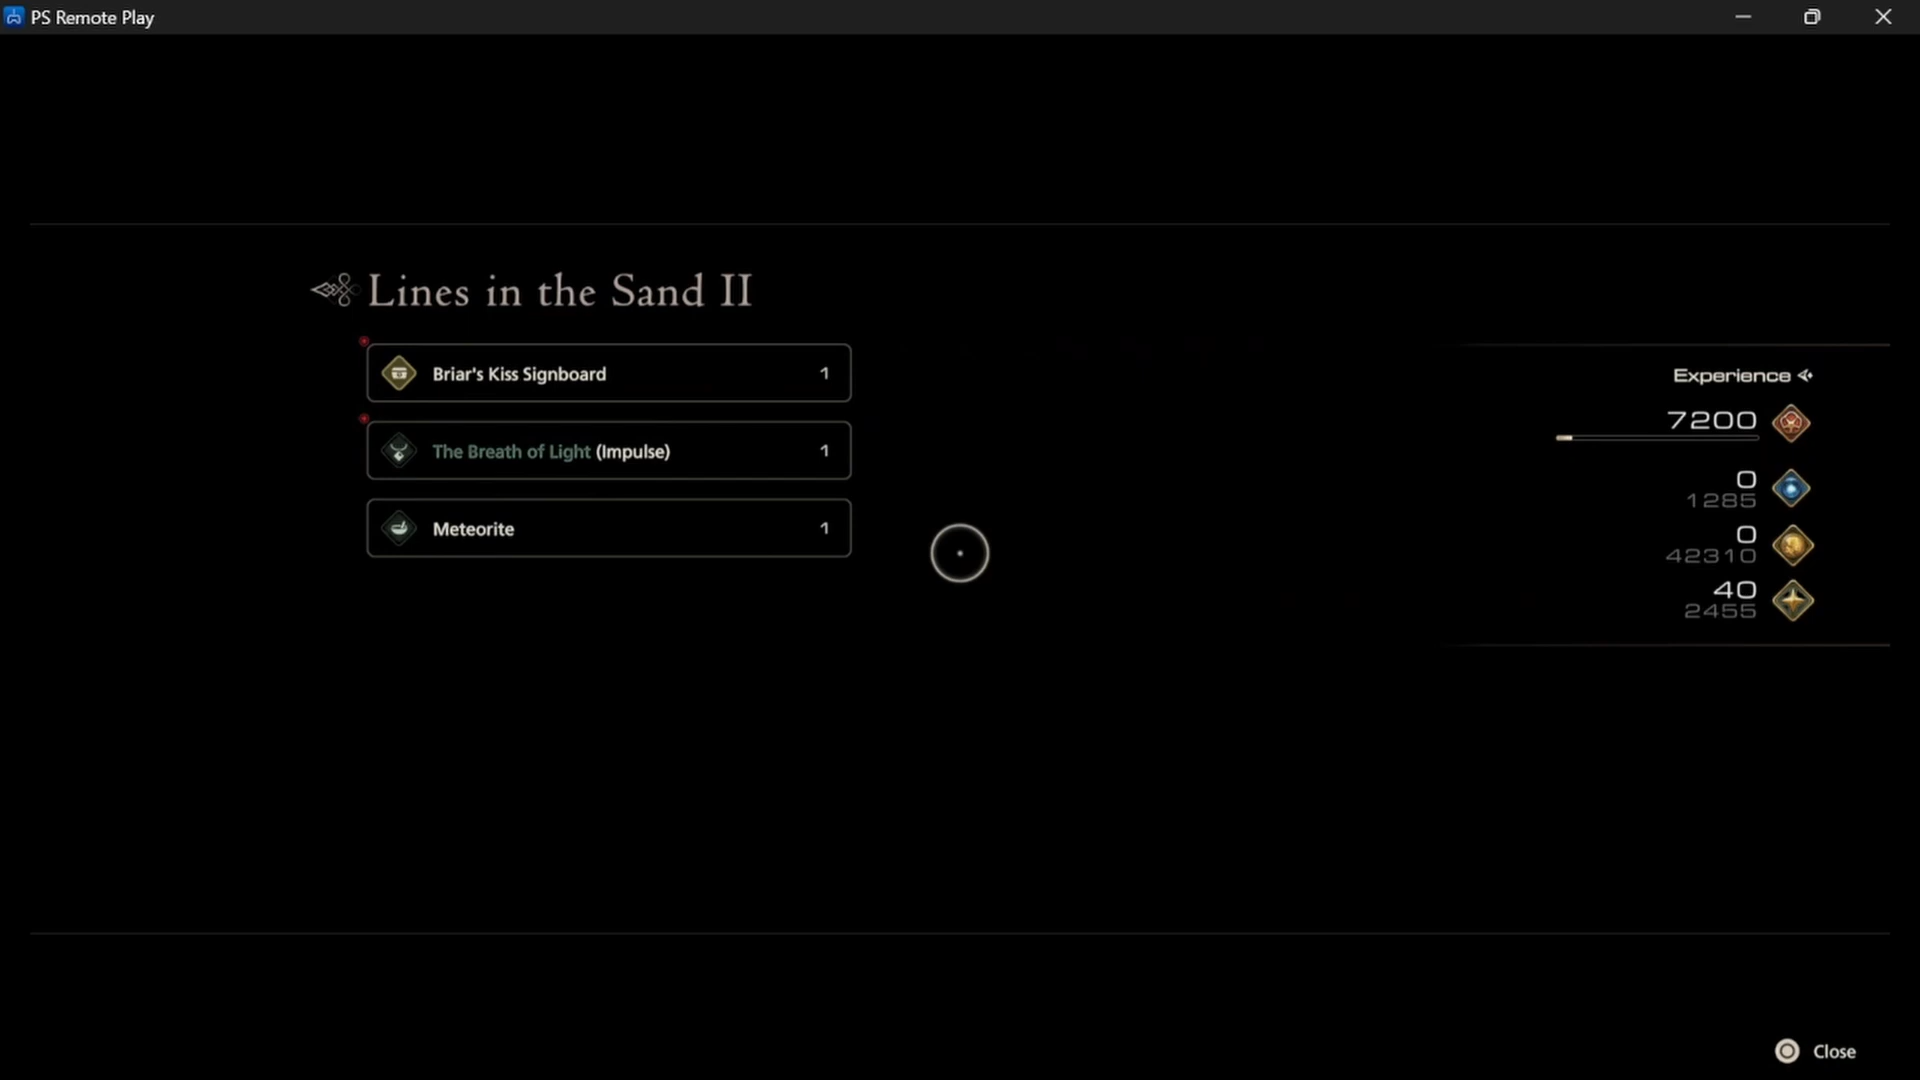 PS Remote Play
Lines in the Sand II
Briar's Kiss Signboard 1
The Breath of Light (Impulse) 1
Meteorite 1
Experience
7200
0
1285
0
42310
40
2455
Close